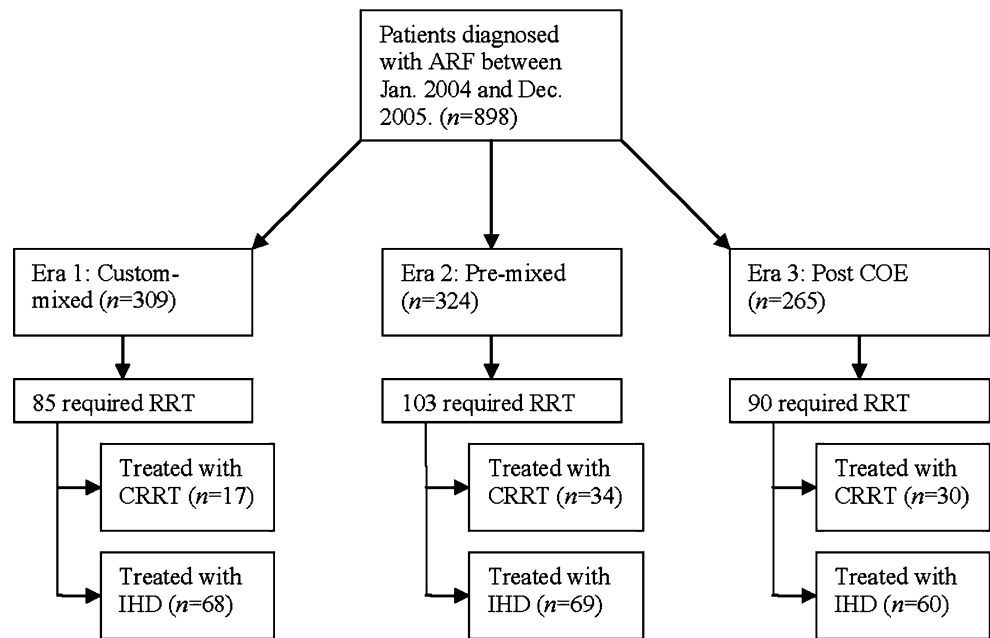 Patients diagnosed
with ARF between
Jan. 2004 and Dec.
2005. (n=898)
Era 1: Custom-
mixed (n=309)
Era 2: Pre-mixed
(n=324)
Era 3: Post COE
(n=265)
85 required RRT
103 required RRT
90 required RRT
Treated with
CRRT (n=17)
Treated with
CRRT (n=34)
Treated with
CRRT (n=30)
Treated with
IHD (n=68)
Treated with
IHD (n=69)
Treated with
IHD (n=60)